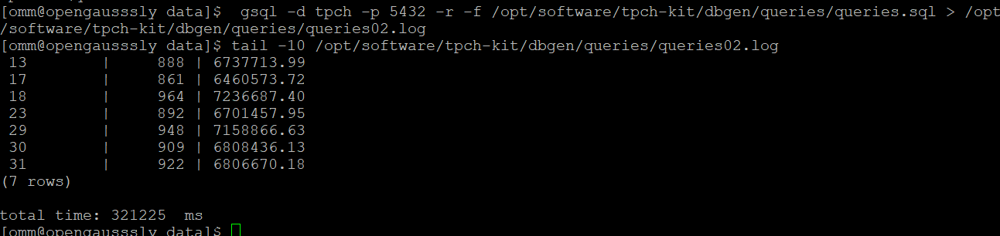 [omm@opengausssly data]$  gsql -d tpch -p 5432 -r -f /opt/software/tpch-kit/dbgen/queries/queries.sql > /opt
/software/tpch-kit/dbgen/queries/queries02.log
[omm@opengausssly data]$ tail -10 /opt/software/tpch-kit/dbgen/queries/queries02.log
 13        |     888 | 6737713.99
 17        |     861 | 6460573.72
 18        |     964 | 7236687.40
 23        |     892 | 6701457.95
 29        |     948 | 7158866.63
 30        |     909 | 6808436.13
 31        |     922 | 6806670.18
(7 rows)

total time: 321225  ms
[omm@opengausssly data]$